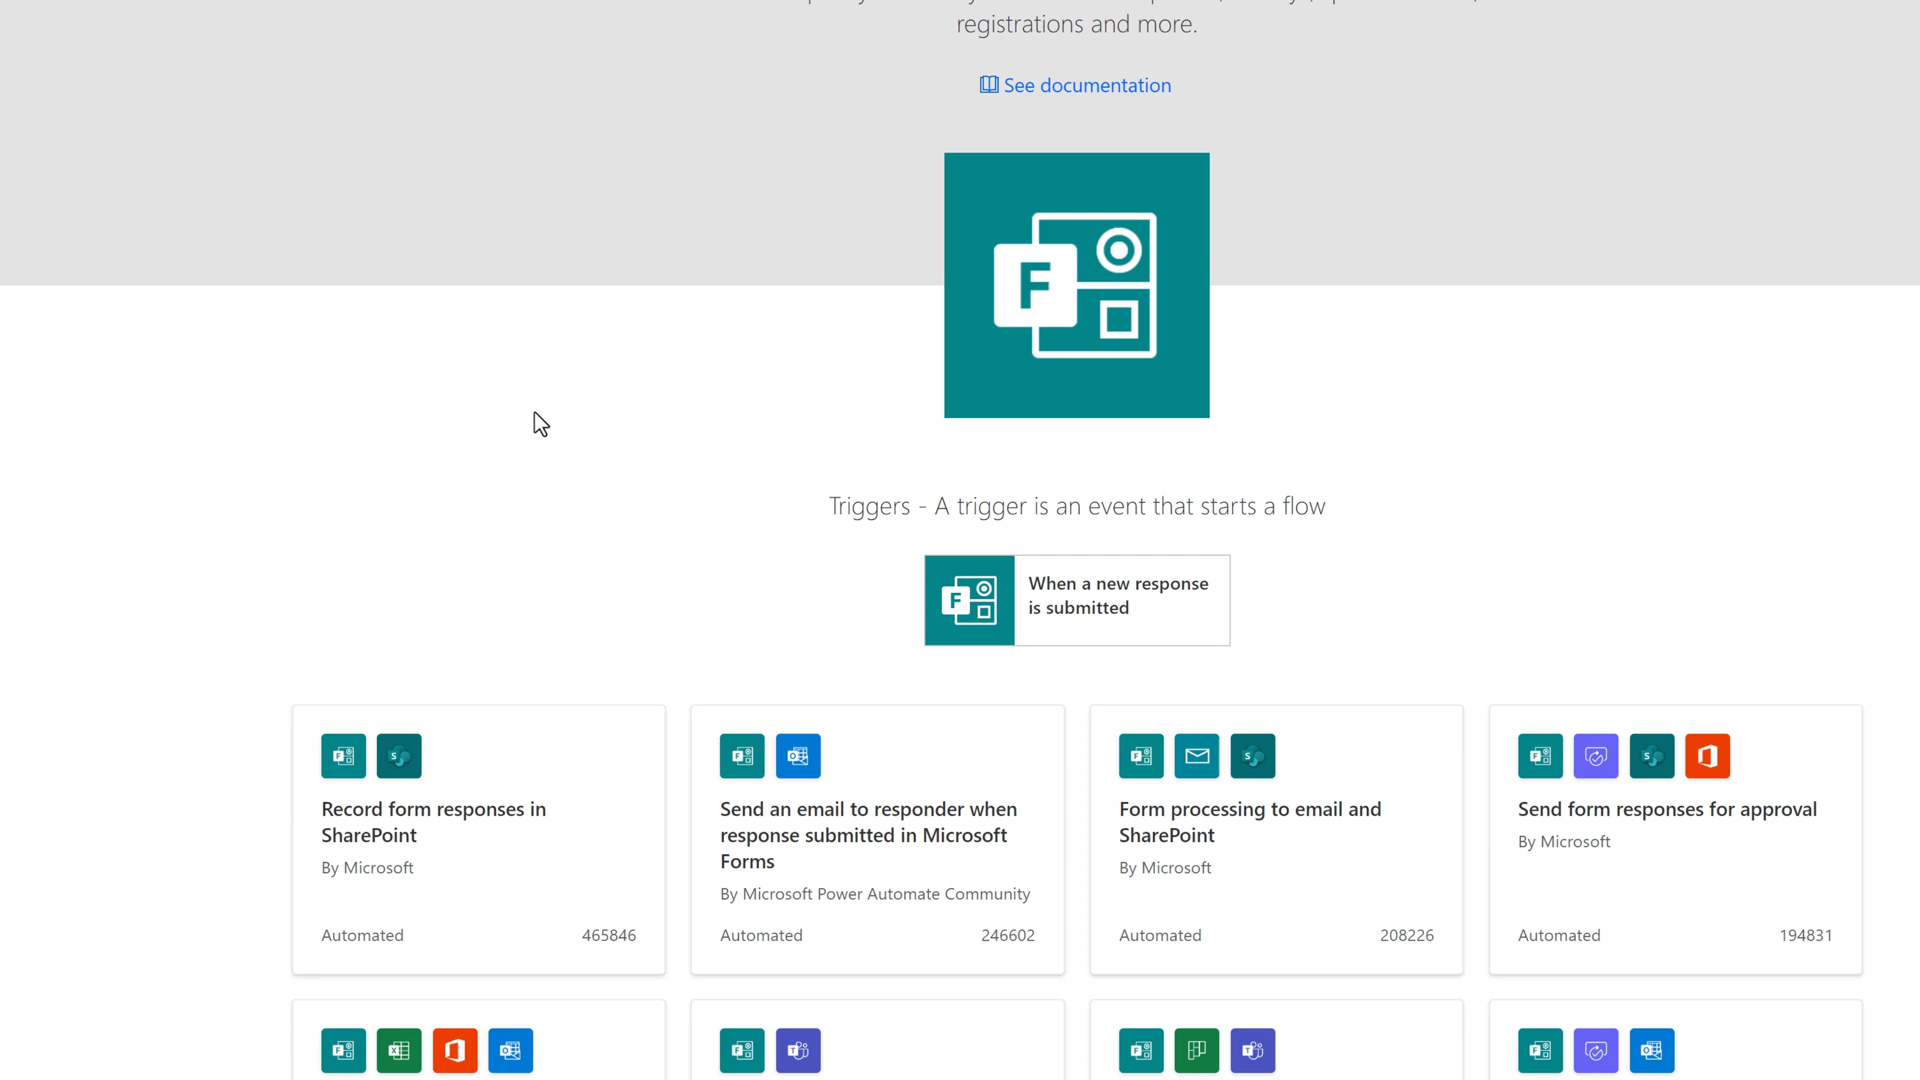 registrations and more.
See documentation
F
Triggers - A trigger is an event that starts a flow
F
When a new response
is submitted
Record form responses in
SharePoint
By Microsoft
Automated
465846
Send an email to responder when
response submitted in Microsoft
Forms
By Microsoft Power Automate Community
Automated
246602
Form processing to email and
SharePoint
By Microsoft
Automated
208226
Send form responses for approval
By Microsoft
Automated
194831